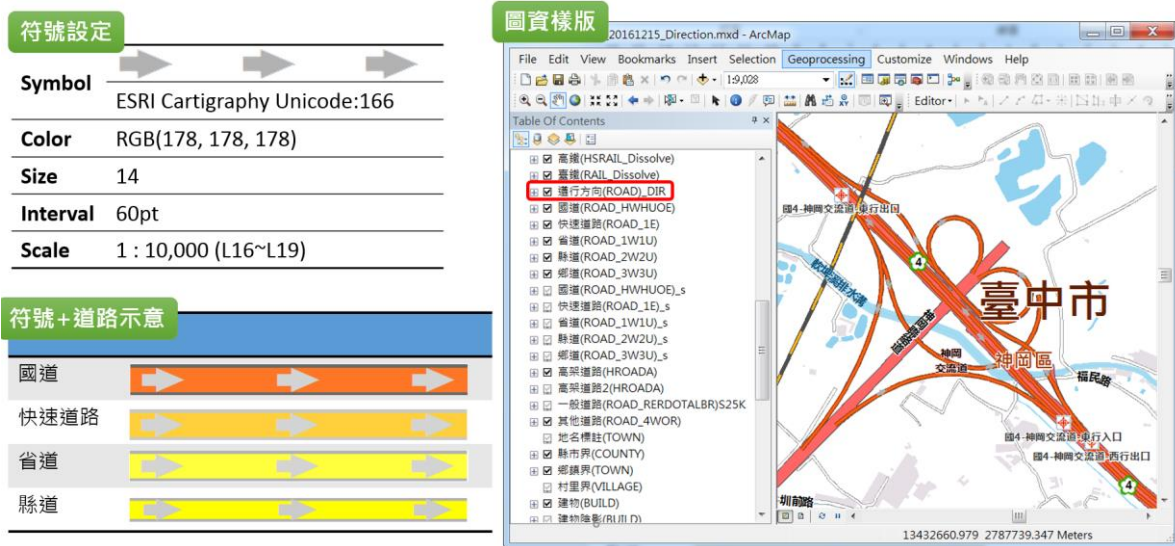 符號設定
Symbol
ESRI Cartigraphy Unicode:166
Color RGB(178, 178, 178)
Size 14
Interval 60pt
Scale 1 : 10,000 (L16~L19)
符號+道路示意
國道
快速道路
省道
縣道
圖資樣版
20161215_Direction.mxd - ArcMap
File Edit View Bookmarks Insert Selection Geoprocessing Customize Windows Help
1:9,028
Editor
Table Of Contents
高鐵(HSRAIL_Dissolve)
臺鐵(RAIL_Dissolve)
通行方向(ROAD)_DIR
國道(ROAD_HWHUOE)
快速道路(ROAD_1E)
省道(ROAD_1W1U)
縣道(ROAD_2W2U)
鄉道(ROAD_3W3U)
國道(ROAD_HWHUOE)_s
快速道路(ROAD_1E)_s
省道(ROAD_1W1U)_s
縣道(ROAD_2W2U)_s
鄉道(ROAD_3W3U)_s
高架道路(HROADA)
高架道路2(HROADA)
一般道路(ROAD_RERDOTALBR)S25K
其他道路(ROAD_4WOR)
地名標註(TOWN)
縣市界(COUNTY)
鄉鎮界(TOWN)
村里界(VILLAGE)
建物(BUILD)
建物陰影(BUILD)
國4-神岡交流道-東行出口
4
臺中市
神岡
交流道
神岡區
福民路
國4-神岡交流道-東行入口
國4-神岡交流道-西行出口
4
圳前路
13432660.979 2787739.347 Meters